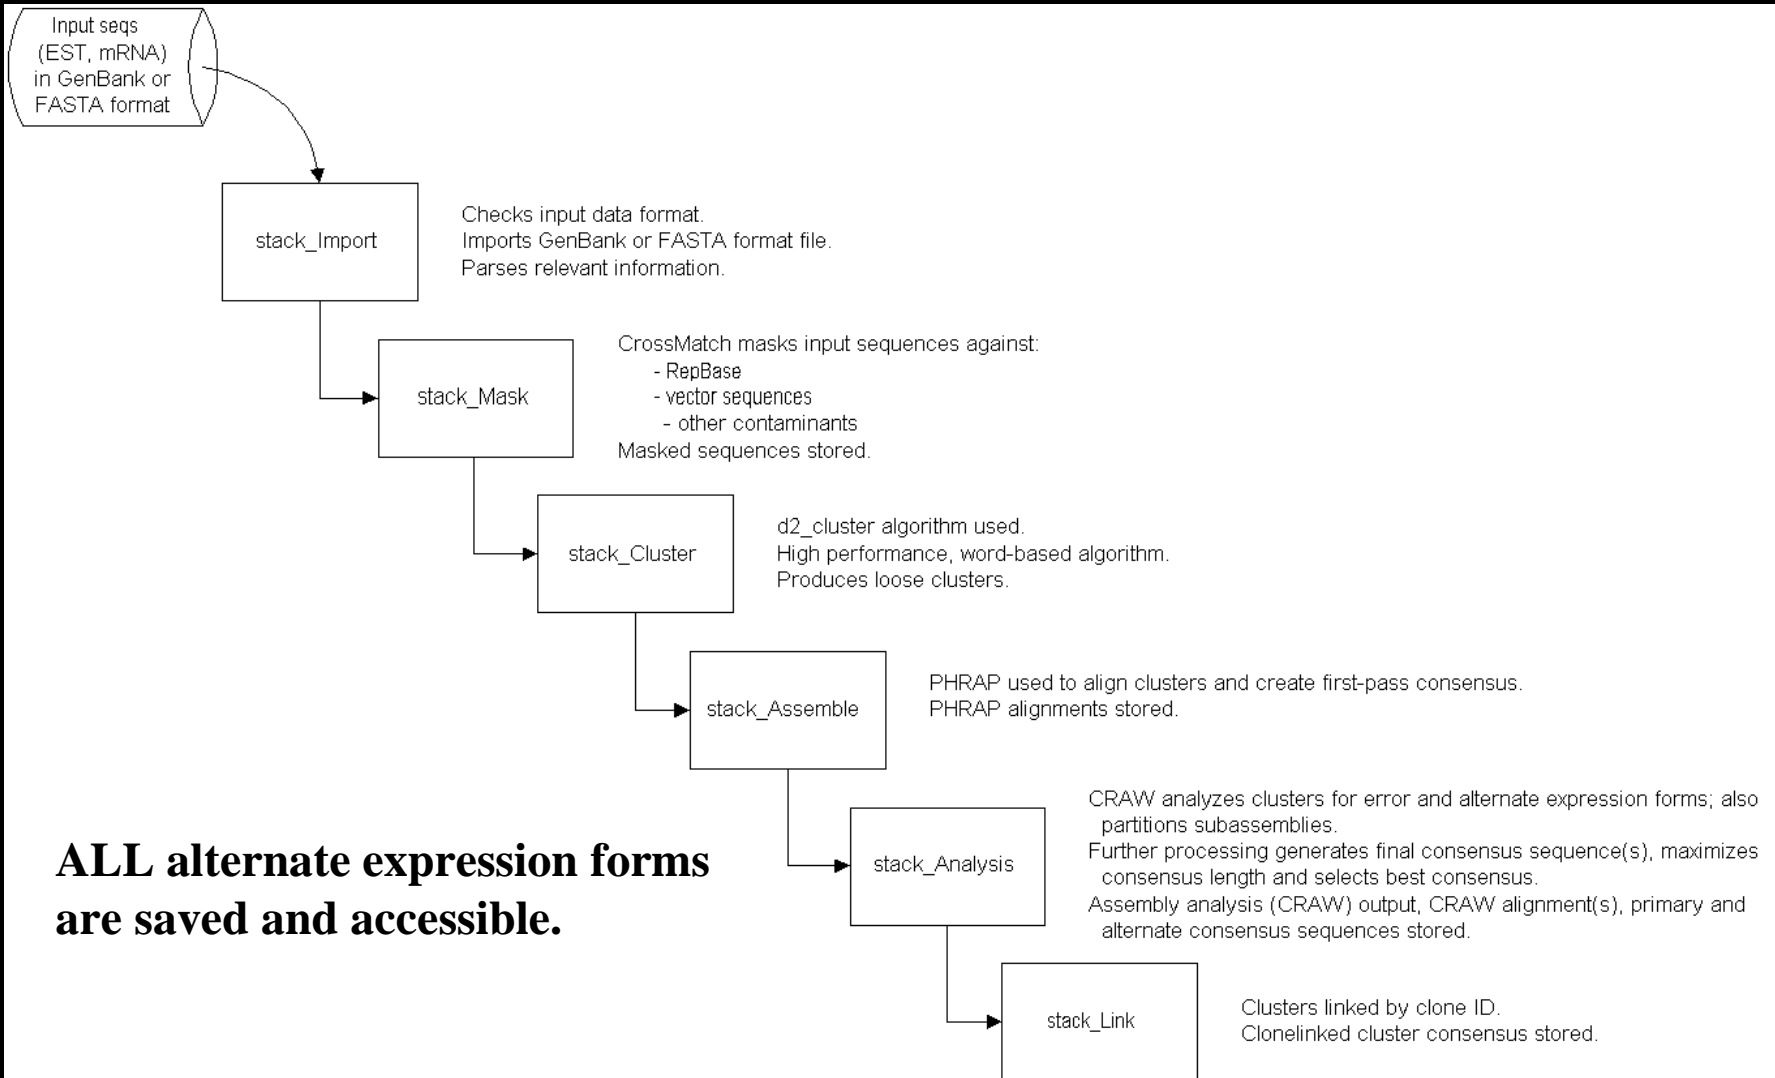 Input seqs
(EST, mRNA)
in GenBank or
FASTA format
stack_Import
Checks input data format.
Imports GenBank or FASTA format file.
Parses relevant information.
stack_Mask
CrossMatch masks input sequences against:
- RepBase
- vector sequences
- other contaminants
Masked sequences stored.
stack_Cluster
d2_cluster algorithm used.
High performance, word-based algorithm.
Produces loose clusters.
stack_Assemble
PHRAP used to align clusters and create first-pass consensus.
PHRAP alignments stored.
stack_Analysis
CRAW analyzes clusters for error and alternate expression forms; also
partitions subassemblies.
Further processing generates final consensus sequence(s), maximizes
consensus length and selects best consensus.
Assembly analysis (CRAW) output, CRAW alignment(s), primary and
alternate consensus sequences stored.
ALL alternate expression forms
are saved and accessible.
stack_Link
Clusters linked by clone ID.
Clonelinked cluster consensus stored.